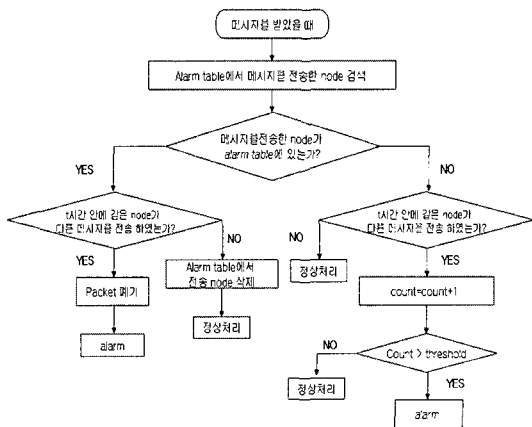 메시지를 받았을 때
Alarm table에서 메시지를 전송한 node 검색
메시지를전송한 node가
alarm table에 있는가?
YES
NO
t시간 안에 같은 node가
다른 메시지를 전송 하였는가?
t시간 안에 같은 node가
다른 메시지를 전송하였는가?
YES
NO
NO
YES
Packet 폐기
Alarm table에서
전송 node 삭제
정상처리
count=count+1
alarm
정상처리
NO
Count > threshold
정상처리
YES
alarm